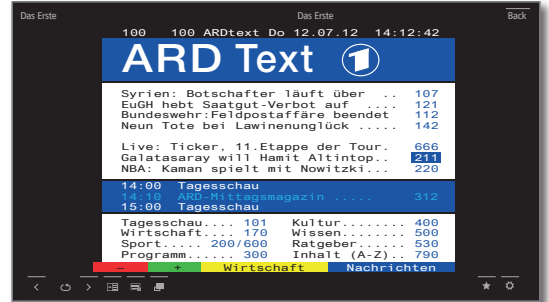 Das Erste Das Erste Back
100 100 ARDtext Do 12.07.12 14:12:42
ARD Text 1
Syrien: Botschafter läuft über .. 107
EuGH hebt Saatgut-Verbot auf .... 121
Bundeswehr:Feldpostaffäre beendet 112
Neun Tote bei Lawinenunglück ..... 142
Live: Ticker, 11.Etappe der Tour. 666
Galatasaray will Hamit Altintop.. 211
NBA: Kaman spielt mit Nowitzki... 220
14:00 Tagesschau
14:10 ARD-Mittagsmagazin ..... 312
15:00 Tagesschau
Tagesschau.... 101 Kultur........ 400
Wirtschaft.... 170 Wissen........ 500
Sport..... 200/600 Ratgeber...... 530
Programm...... 300 Inhalt (A-Z).. 790
- + Wirtschaft Nachrichten